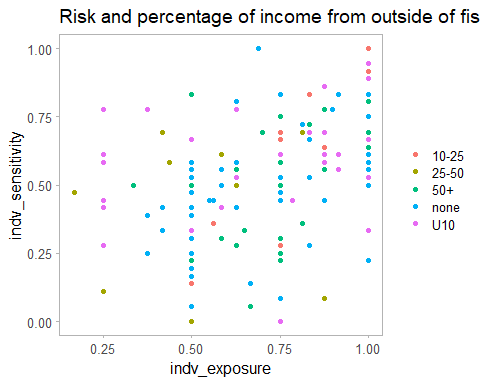 Risk and percentage of income from outside of fis
1.00
0.75
0.50
0.25
0.00
indv_sensitivity
0.25
0.50
0.75
1.00
indv_exposure
10-25
25-50
50+
none
U10